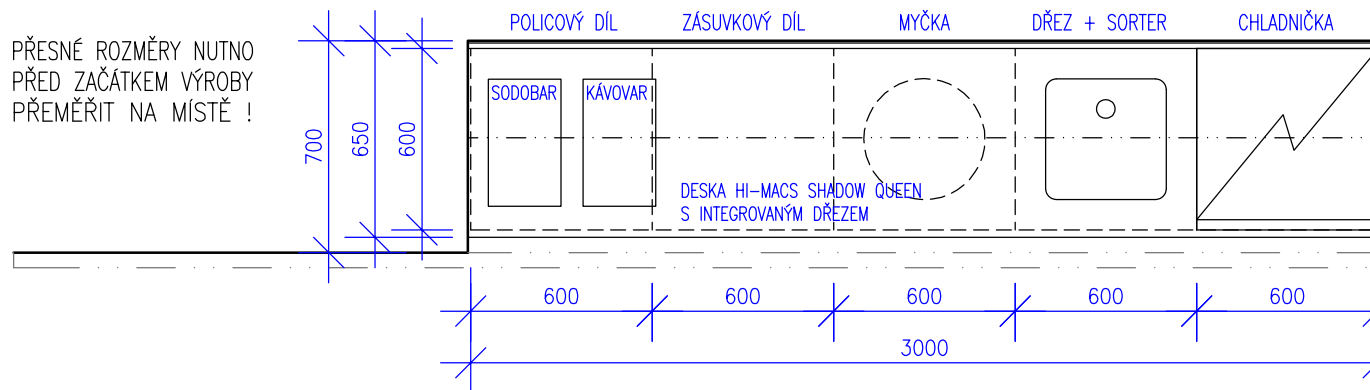 POLICOVÝ DÍL
ZÁSUVKOVÝ DÍL
MYČKA
DŘEZ + SORTER
CHLADNIČKA
PŘESNÉ ROZMĚRY NUTNO
PŘED ZAČÁTKEM VÝROBY
PŘEMĚŘIT NA MÍSTĚ !
700
650
600
SODOBAR
KÁVOVAR
DESKA HI-MACS SHADOW QUEEN
S INTEGROVANÝM DŘEZEM
600
600
600
600
600
3000